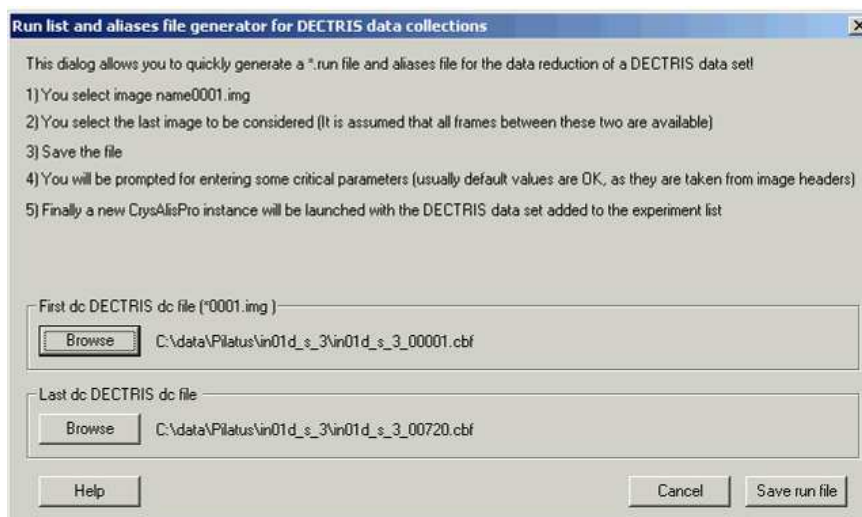 Run list and aliases file generator for DECTRIS data collections
This dialog allows you to quickly generate a *.run file and aliases file for the data reduction of a DECTRIS data set!
1) You select image name0001.img
2) You select the last image to be considered (It is assumed that all frames between these two are available)
3) Save the file
4) You will be prompted for entering some critical parameters (usually default values are OK, as they are taken from image headers)
5) Finally a new CrysAlisPro instance will be launched with the DECTRIS data set added to the experiment list
First dc DECTRIS dc file (*0001.img )
Browse C:\data\Pilatus\in01d_s_3\in01d_s_3_00001.cbf
Last dc DECTRIS dc file
Browse C:\data\Pilatus\in01d_s_3\in01d_s_3_00720.cbf
Help Cancel Save run file